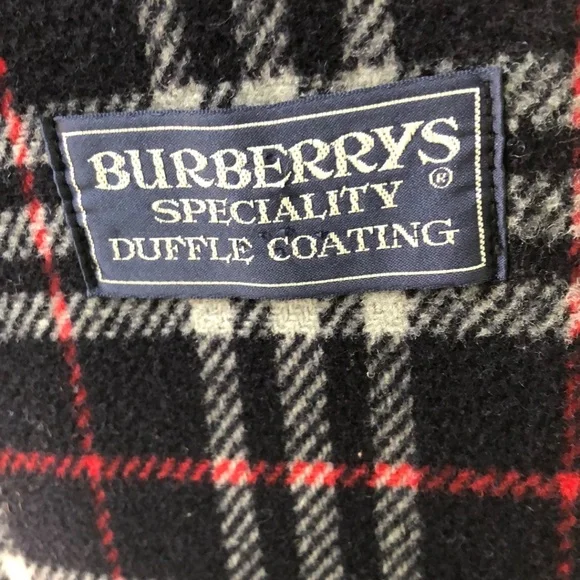 BURBERRYS
®
SPECIALITY
DUFFLE COATING